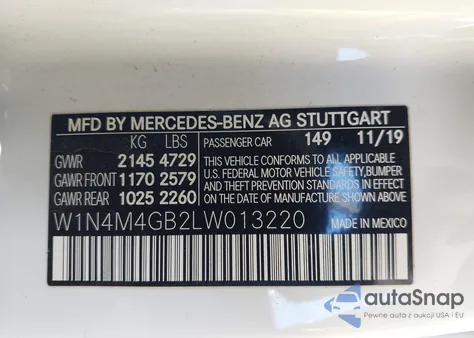 MFD BY MERCEDES-BENZ AG STUTTGART
KG LBS PASSENGER CAR 149 11/19
GVWR 2145 4729
GAWR FRONT 1170 2579
GAWR REAR 1025 2260
THIS VEHICLE CONFORMS TO ALL APPLICABLE
U.S. FEDERAL MOTOR VEHICLE SAFETY, BUMPER
AND THEFT PREVENTION STANDARDS IN EFFECT
ON THE DATE OF MANUFACTURE SHOWN ABOVE
W1N4M4GB2LW013220 MADE IN MEXICO
autoSnap
Pewne auta z aukcji USA i EU